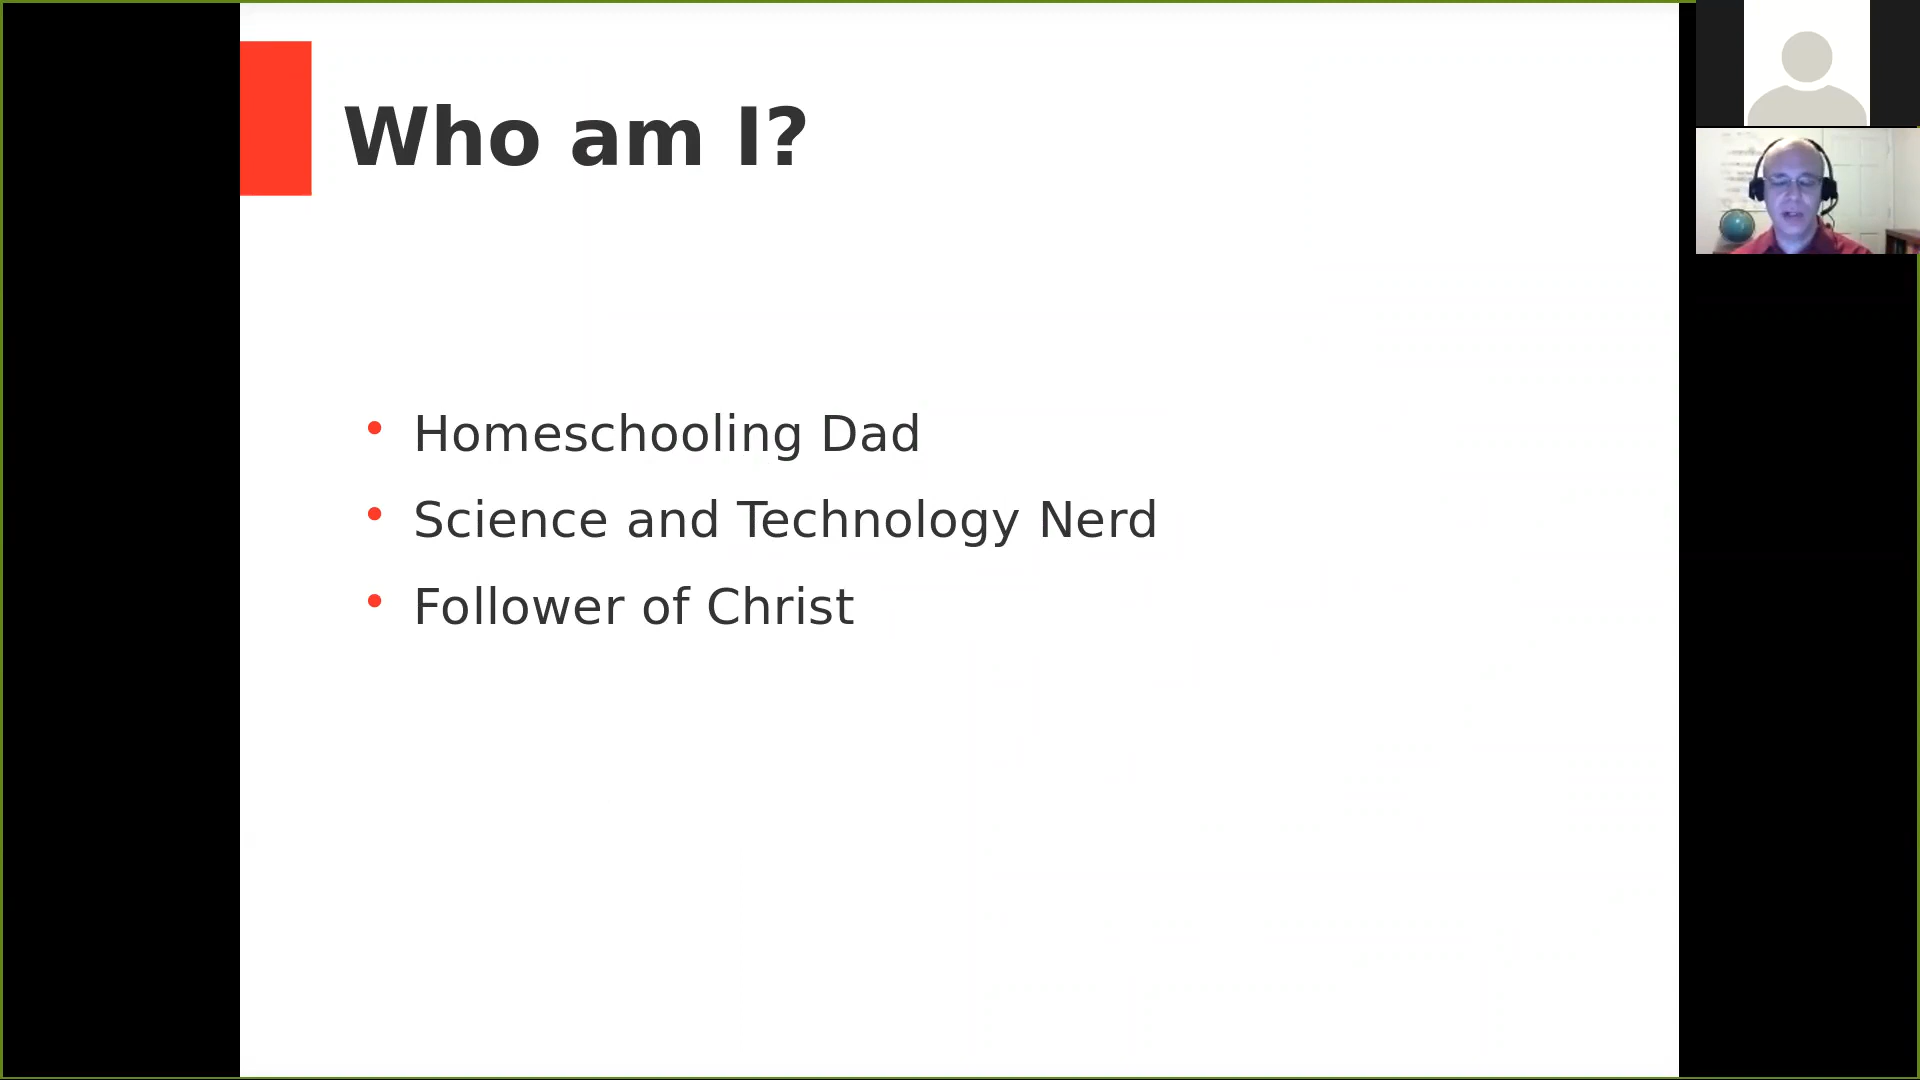 Who am I?
Homeschooling Dad
Science and Technology Nerd
Follower of Christ